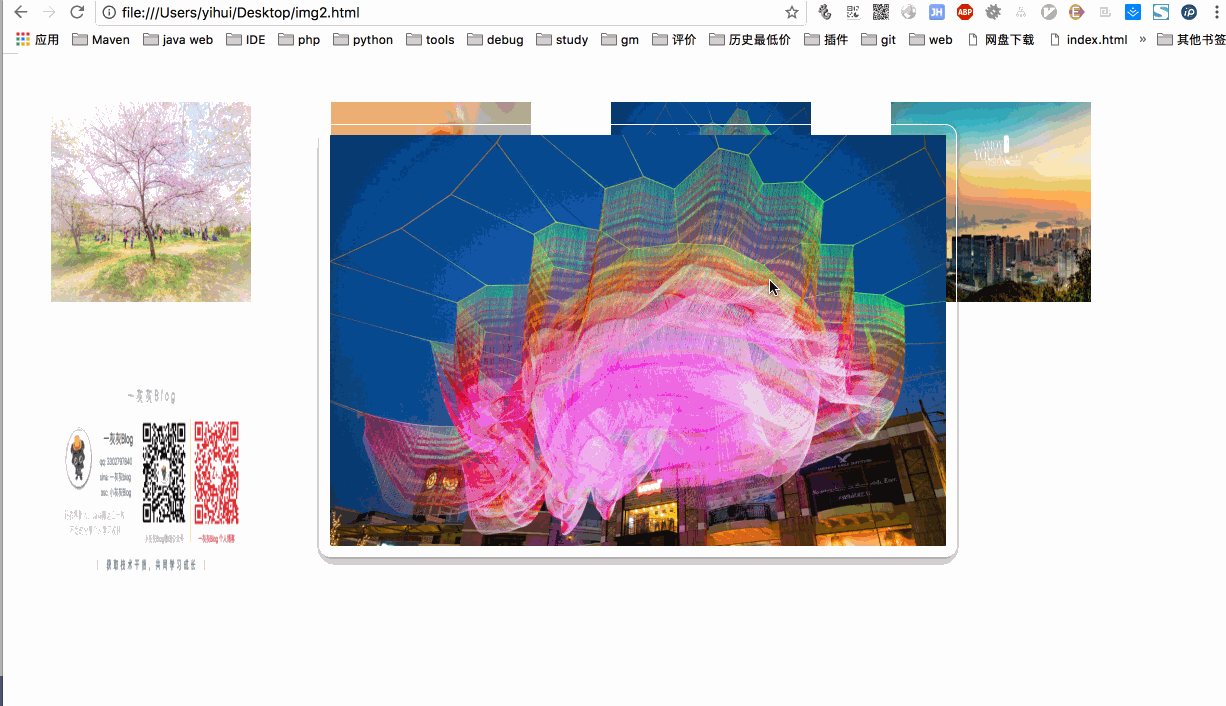 file:///Users/yihui/Desktop/img2.html
JH
ABP
应用 Maven java web IDE php python tools debug study gm 评价 历史最低价 插件 git web 网盘下载 index.html » 其他书签
一灰灰Blog
一灰灰Blog
qq: 3302797840
sina: 一灰灰Blog
osc: 小灰灰Blog
一灰灰Blog 个人博客
获取技术干货，共同学习成长